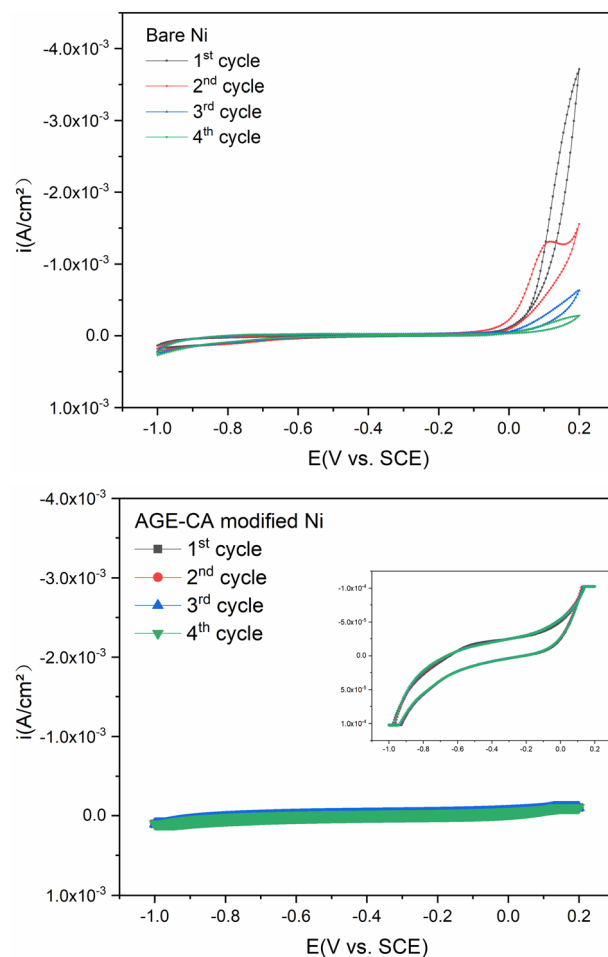 Bare Ni
1st cycle
2nd cycle
3rd cycle
4th cycle
-4.0x10-3
-3.0x10-3
-2.0x10-3
-1.0x10-3
0.0
1.0x10-3
i(A/cm²)
-1.0 -0.8 -0.6 -0.4 -0.2 0.0 0.2
E(V vs. SCE)
AGE-CA modified Ni
1st cycle
2nd cycle
3rd cycle
4th cycle
-4.0x10-3
-3.0x10-3
-2.0x10-3
-1.0x10-3
0.0
1.0x10-3
i(A/cm²)
-1.0x10-4
-5.0x10-5
0.0
5.0x10-5
1.0x10-4
-1.0 -0.8 -0.6 -0.4 -0.2 0.0 0.2
-1.0 -0.8 -0.6 -0.4 -0.2 0.0 0.2
E(V vs. SCE)